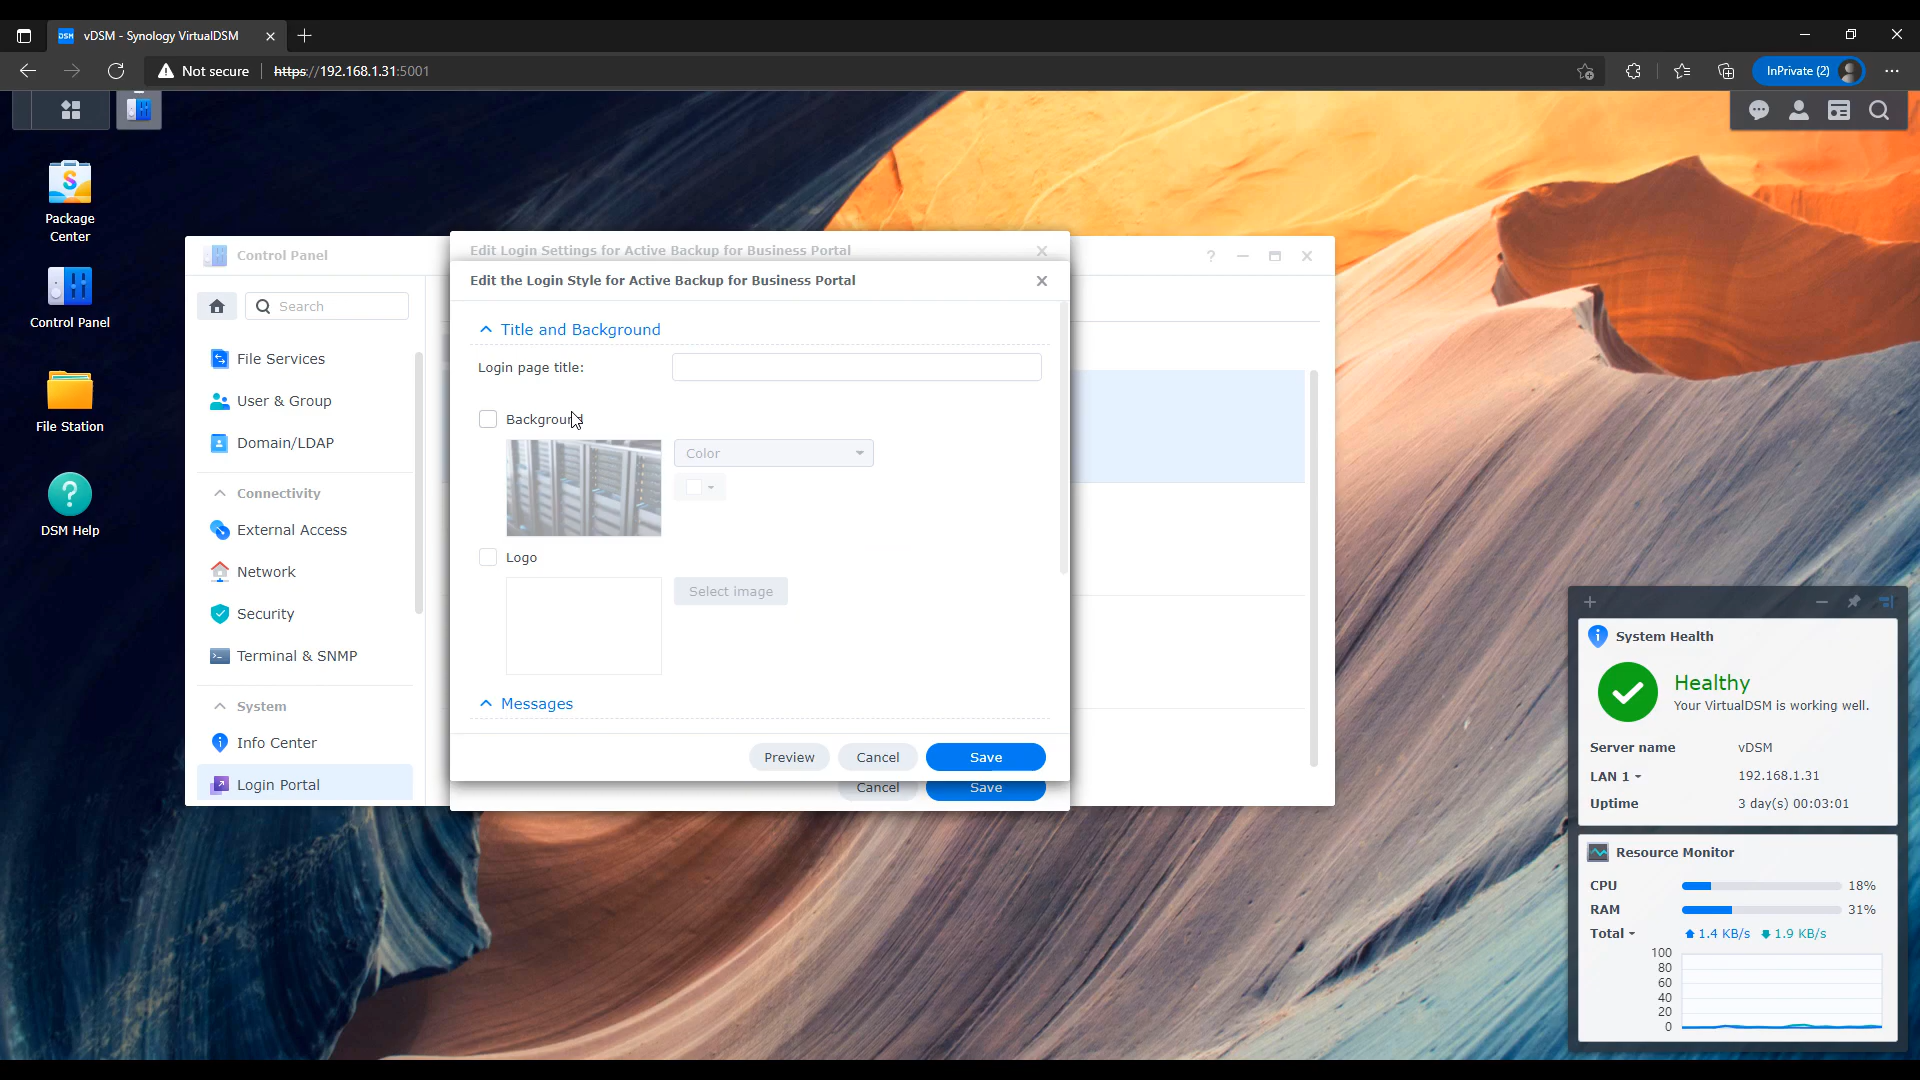 DSM vDSM - Synology VirtualDSM
Not secure https://192.168.1.31:5001
InPrivate (2)
S
Package
Center
Control Panel
File Station
?
DSM Help
Control Panel
Search
File Services
User & Group
Domain/LDAP
Connectivity
External Access
Network
Security
Terminal & SNMP
System
Info Center
Login Portal
?
Edit Login Settings for Active Backup for Business Portal
Edit the Login Style for Active Backup for Business Portal
Title and Background
Login page title:
Background
Color
Logo
Select image
Messages
Preview Cancel Save
Cancel Save
System Health
Healthy
Your VirtualDSM is working well.
Server name vDSM
LAN 1 192.168.1.31
Uptime 3 day(s) 00:03:01
Resource Monitor
CPU 18%
RAM 31%
Total 1.4 KB/s 1.9 KB/s
100
80
60
40
20
0